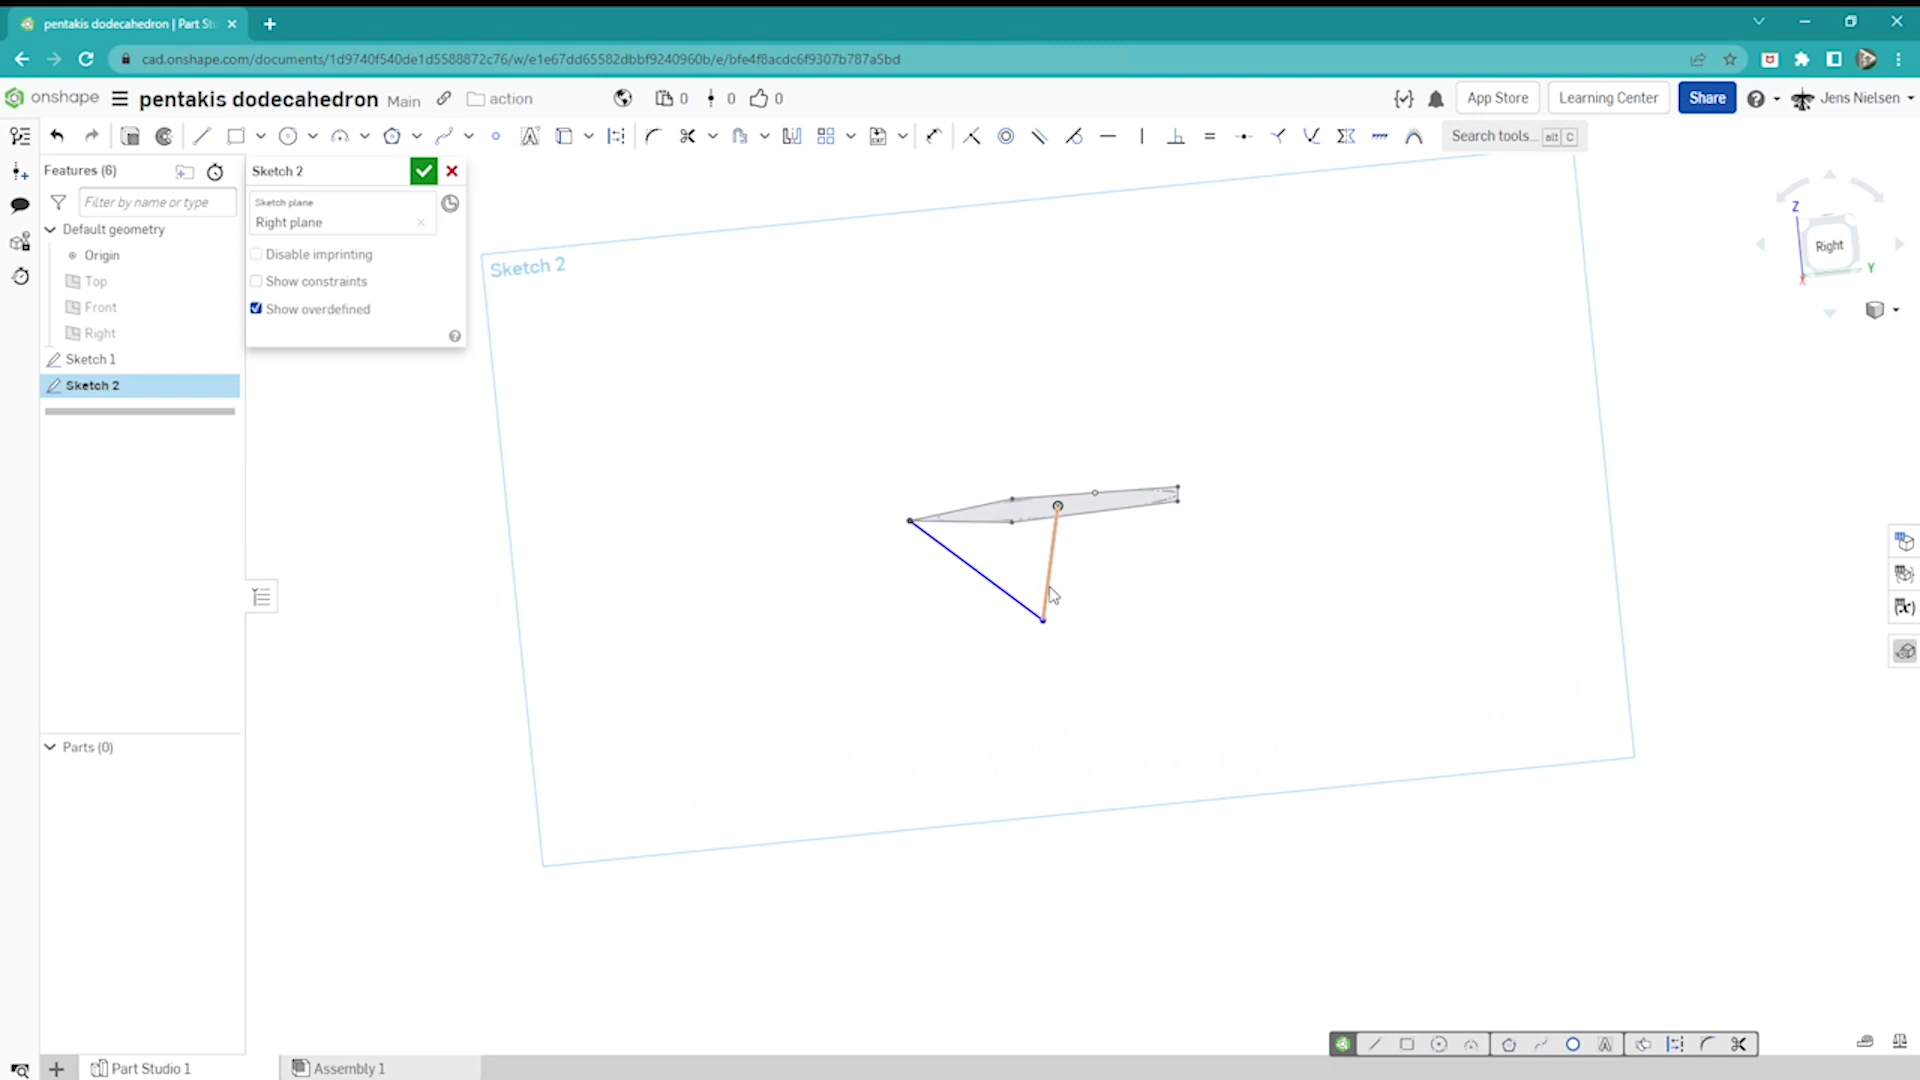 pentakis dodecahedron | Part Stu
cad.onshape.com/documents/1d9740f540de1d5588872c76/w/e1e67dd65582dbbf9240960b/e/bfe4f8acdc6f9307b787a5bd
onshape pentakis dodecahedron Main action 0 0 0 App Store Learning Center Share Jens Nielsen
Search tools... alt C
Features (6)
Filter by name or type
Default geometry
Origin
Top
Front
Right
Sketch 1
Sketch 2
Parts (0)
Sketch 2
Sketch plane
Right plane
Disable imprinting
Show constraints
Show overdefined
Sketch 2
Z
Right
Y
X
Part Studio 1
Assembly 1